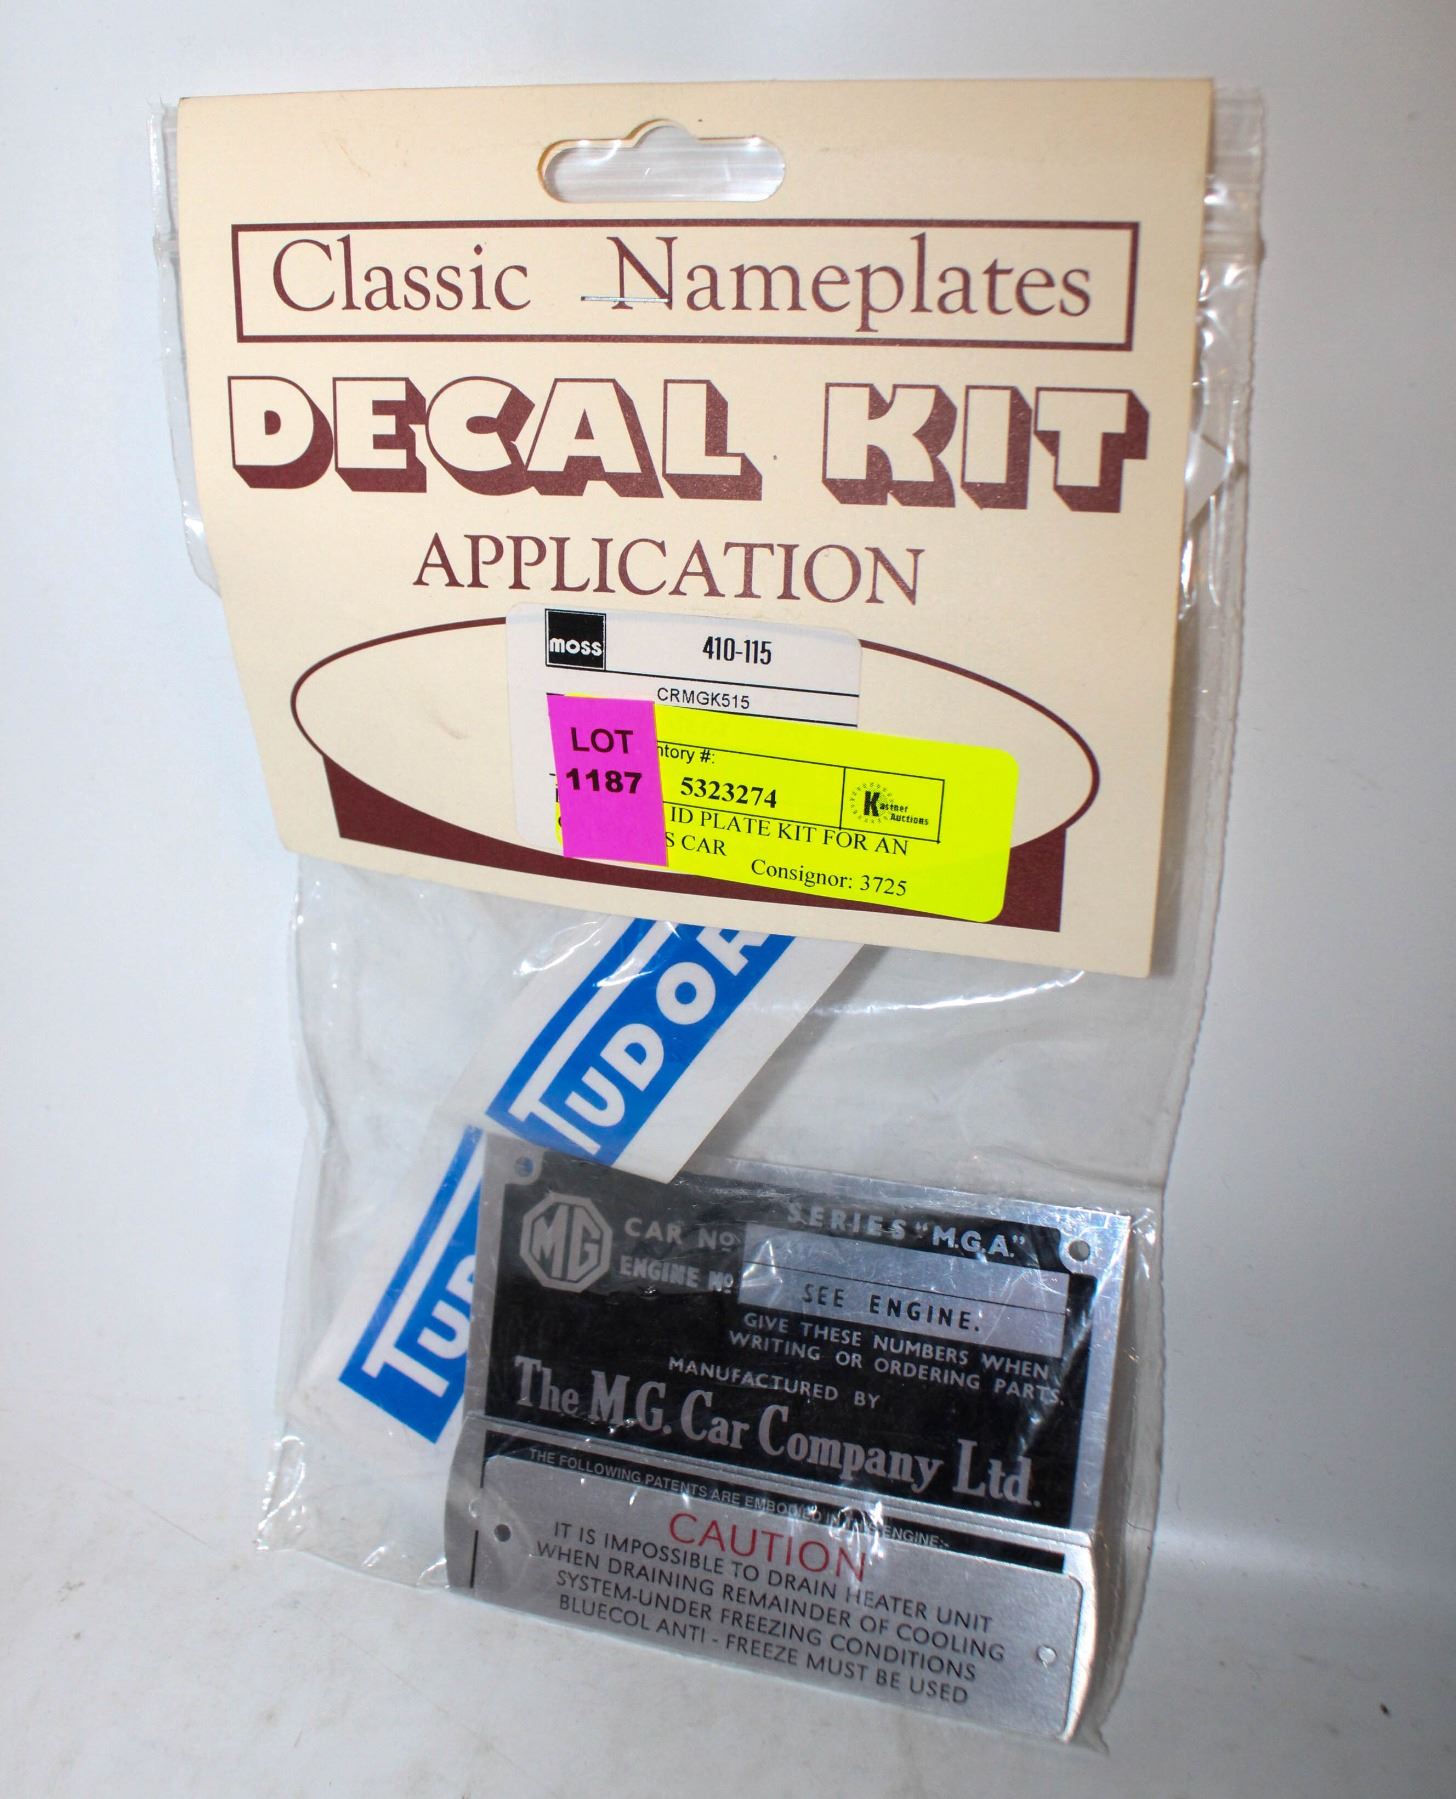 Classic Nameplates
DECAL KIT
APPLICATION
moss 410-115
CRMGK515
LOT
1187
ntory #:
5323274
Kastner
Auctions
ID PLATE KIT FOR AN
S CAR
Consignor: 3725
TUDOR
TUD
MG
SERIES "M.G.A."
CAR No
ENGINE No
SEE ENGINE.
GIVE THESE NUMBERS WHEN
WRITING OR ORDERING PARTS.
MANUFACTURED BY
The M.G. Car Company Ltd.
THE FOLLOWING PATENTS ARE EMBODIED IN THIS ENGINE:-
CAUTION
IT IS IMPOSSIBLE TO DRAIN HEATER UNIT
WHEN DRAINING REMAINDER OF COOLING
SYSTEM-UNDER FREEZING CONDITIONS
BLUECOL ANTI - FREEZE MUST BE USED